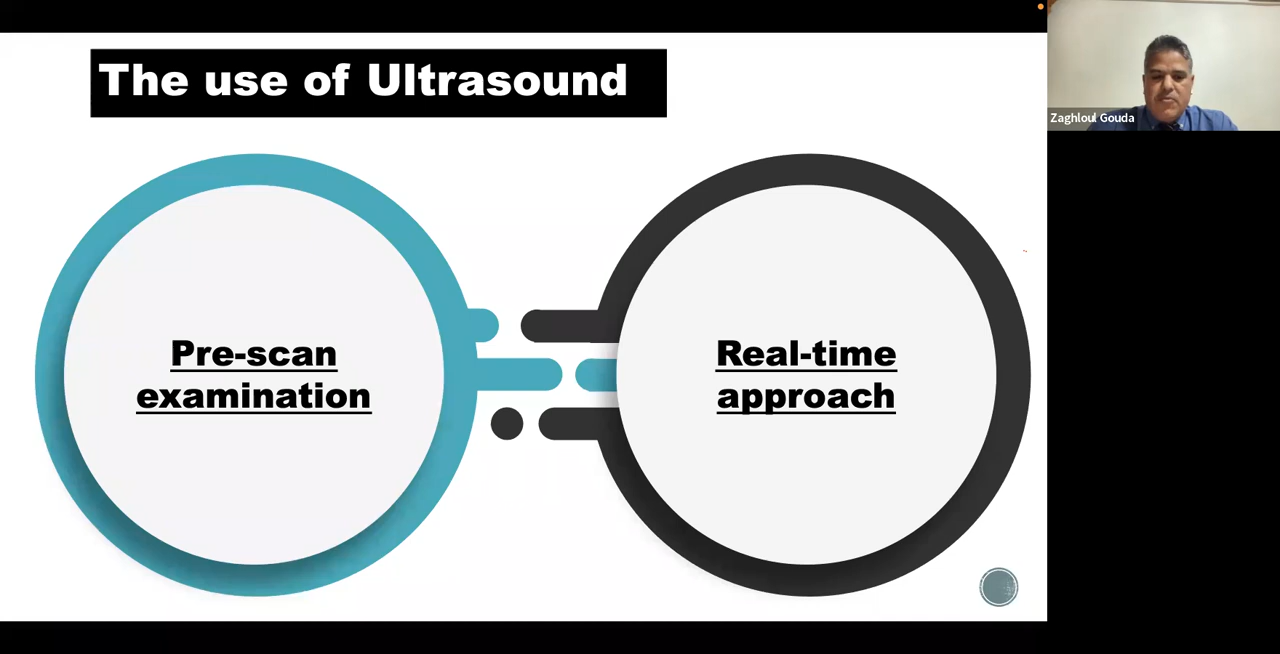 The use of Ultrasound
Zaghloul Gouda
Pre-scan
examination
Real-time
approach